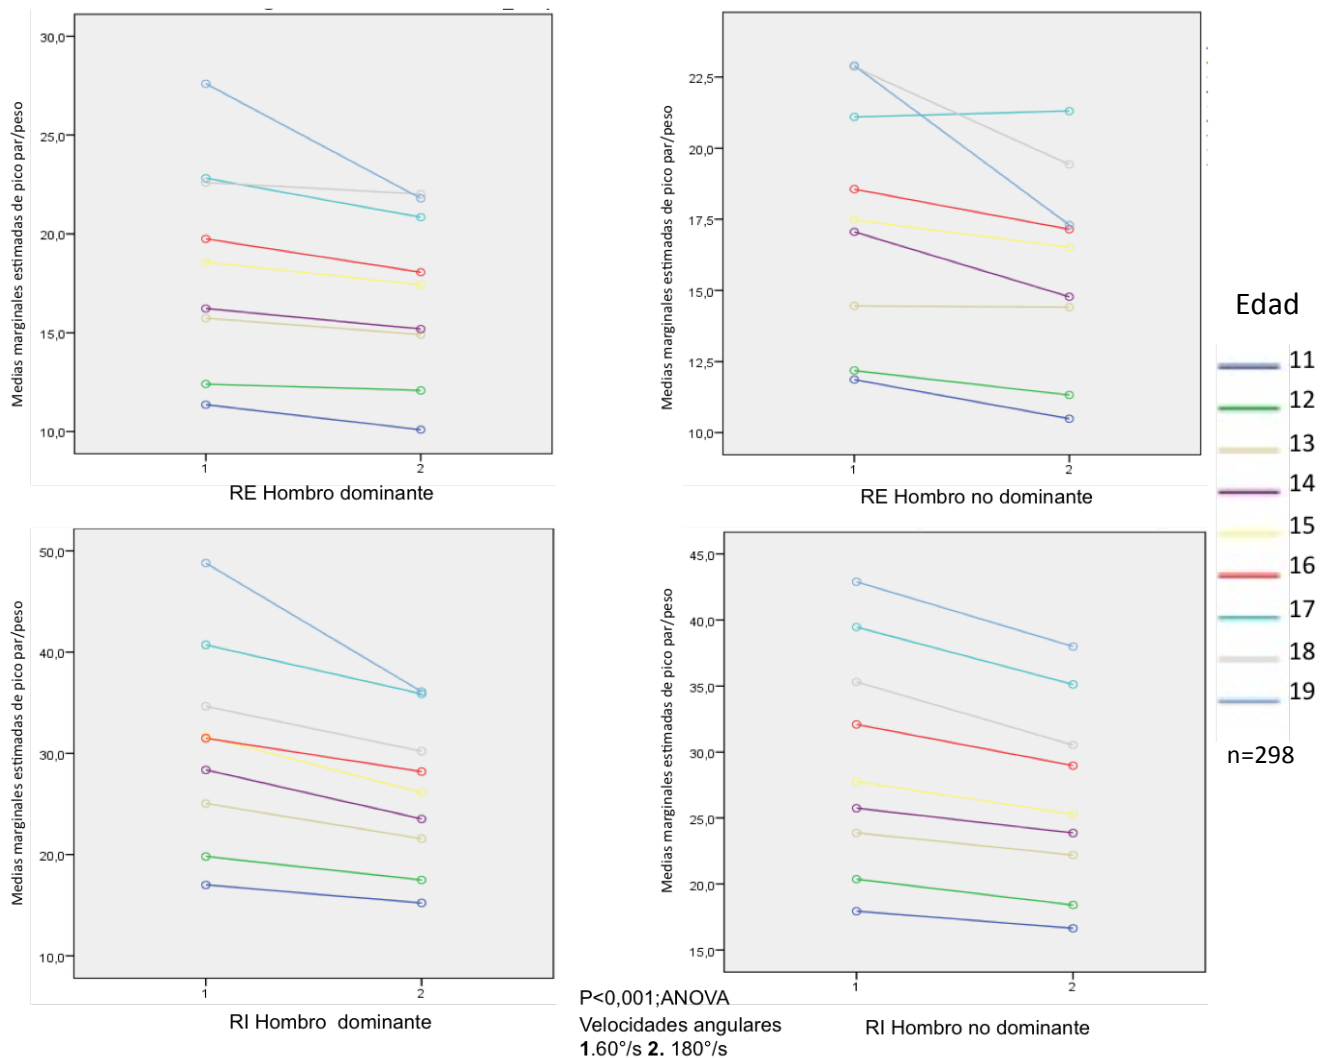 30,0
25,0
20,0
15,0
10,0
Medias marginales estimadas de pico par/peso
1 2
RE Hombro dominante
22,5
20,0
17,5
15,0
12,5
10,0
Medias marginales estimadas de pico par/peso
1 2
RE Hombro no dominante
50,0
40,0
30,0
20,0
10,0
Medias marginales estimadas de pico par/peso
1 2
RI Hombro dominante
45,0
40,0
35,0
30,0
25,0
20,0
15,0
Medias marginales estimadas de pico par/peso
1 2
RI Hombro no dominante
Edad
11
12
13
14
15
16
17
18
19
n=298
P<0,001;ANOVA
Velocidades angulares
1.60°/s 2. 180°/s